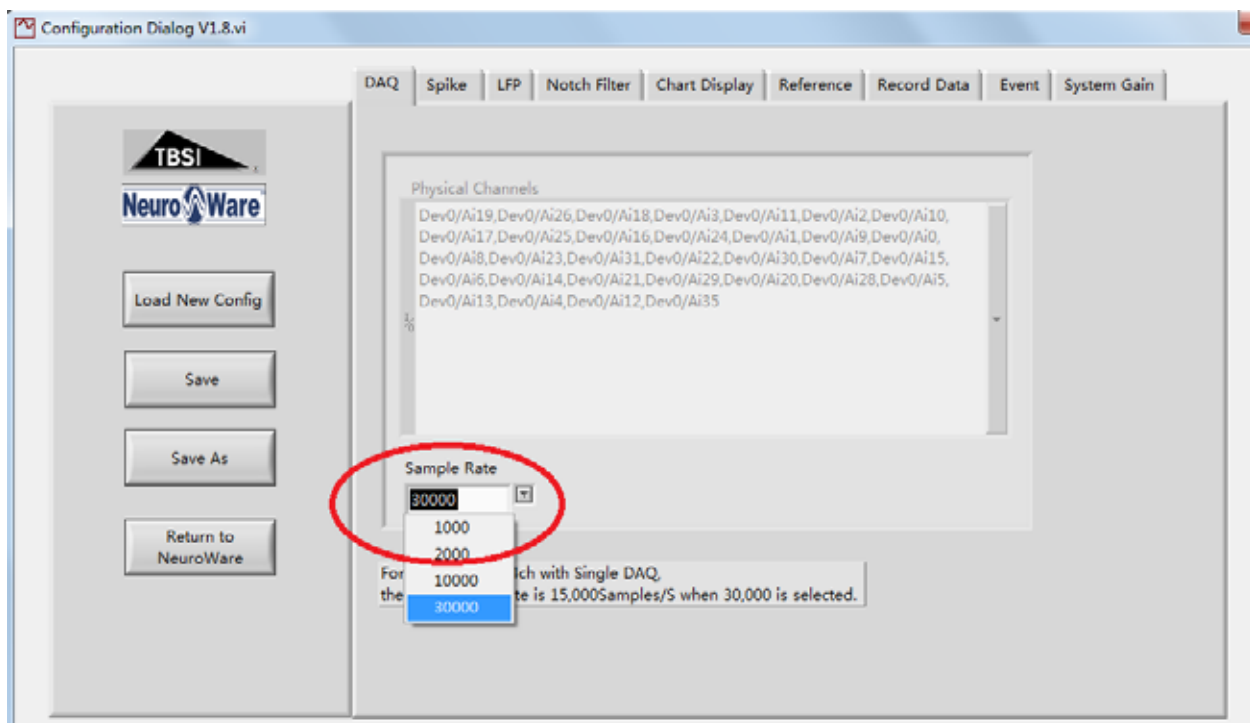 Configuration Dialog V1.8.vi
DAQ Spike LFP Notch Filter Chart Display Reference Record Data Event System Gain
TBSI
NeuroWare
Load New Config
Save
Save As
Return to
NeuroWare
Physical Channels
Dev0/Ai19,Dev0/Ai26,Dev0/Ai18,Dev0/Ai3,Dev0/Ai11,Dev0/Ai2,Dev0/Ai10,
Dev0/Ai17,Dev0/Ai25,Dev0/Ai16,Dev0/Ai24,Dev0/Ai1,Dev0/Ai9,Dev0/Ai0,
Dev0/Ai8,Dev0/Ai23,Dev0/Ai31,Dev0/Ai22,Dev0/Ai30,Dev0/Ai7,Dev0/Ai15,
Dev0/Ai6,Dev0/Ai14,Dev0/Ai21,Dev0/Ai29,Dev0/Ai20,Dev0/Ai28,Dev0/Ai5,
Dev0/Ai13,Dev0/Ai4,Dev0/Ai12,Dev0/Ai35
Sample Rate
30000
1000
2000
10000
30000
For ch with Single DAQ,
the te is 15,000Samples/S when 30,000 is selected.